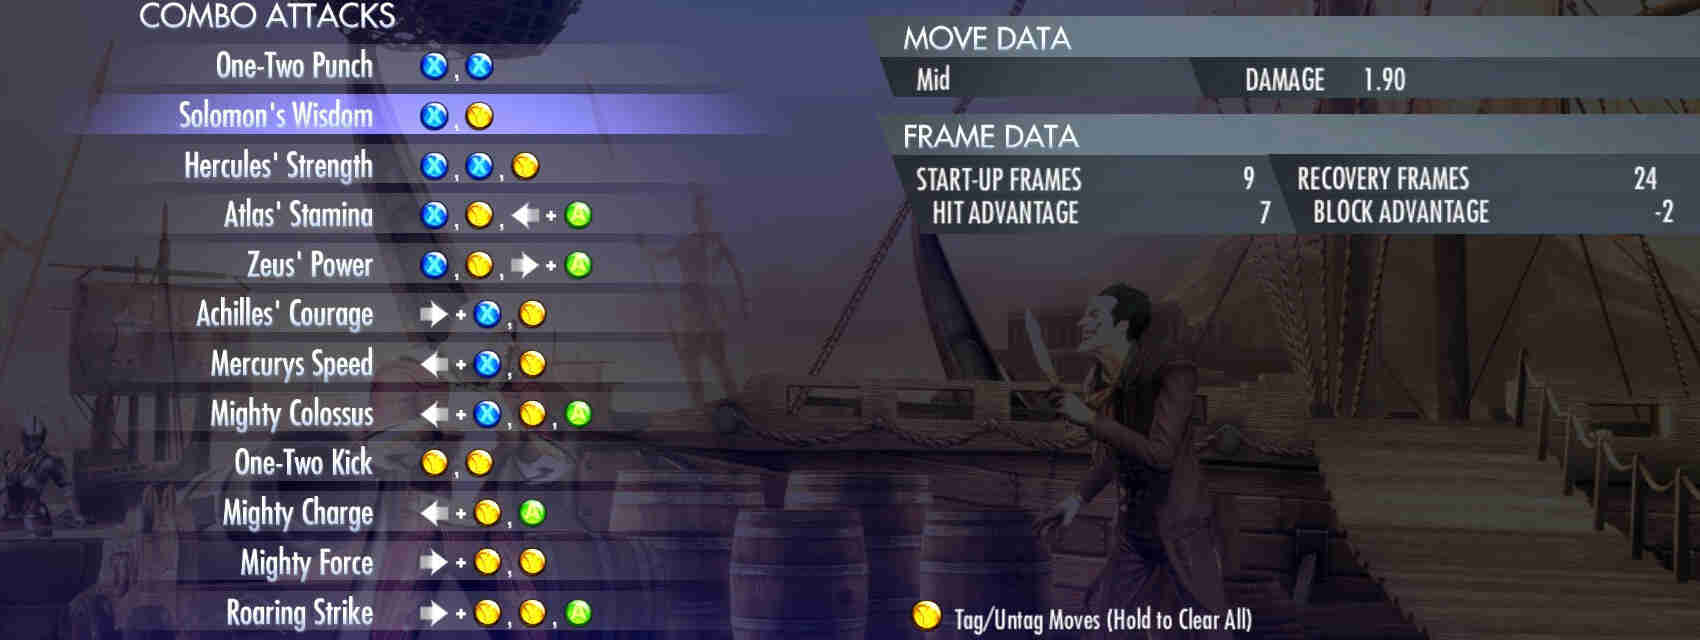 COMBO ATTACKS
One-Two Punch X , X
Solomon's Wisdom X , Y
Hercules' Strength X , X , Y
Atlas' Stamina X , Y , ← + A
Zeus' Power X , Y , → + A
Achilles' Courage → + X , Y
Mercurys Speed ← + X , Y
Mighty Colossus ← + X , Y , A
One-Two Kick Y , Y
Mighty Charge ← + Y , A
Mighty Force → + Y , Y
Roaring Strike → + Y , Y , A
MOVE DATA
Mid DAMAGE 1.90
FRAME DATA
START-UP FRAMES 9 RECOVERY FRAMES 24
HIT ADVANTAGE 7 BLOCK ADVANTAGE -2
Y Tag/Untag Moves (Hold to Clear All)